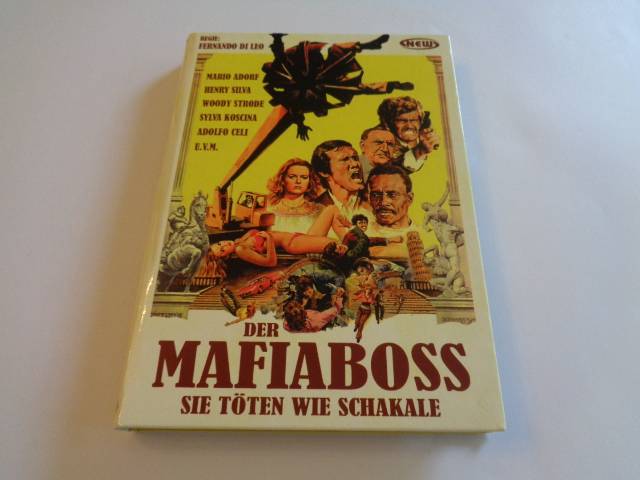 REGIE:
FERNANDO DI LEO
NEW
MARIO ADORF
HENRY SILVA
WOODY STRODE
SYLVA KOSCINA
ADOLFO CELI
U.V.M.
DER
MAFIABOSS
SIE TÖTEN WIE SCHAKALE